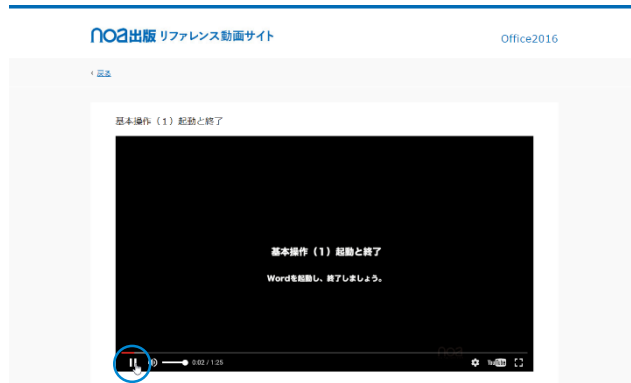 noa出版 リファレンス動画サイト
Office2016
‹ 戻る
基本操作（1）起動と終了
基本操作（1）起動と終了
Wordを起動し、終了しましょう。
noa
0:02 / 1:25
YouTube